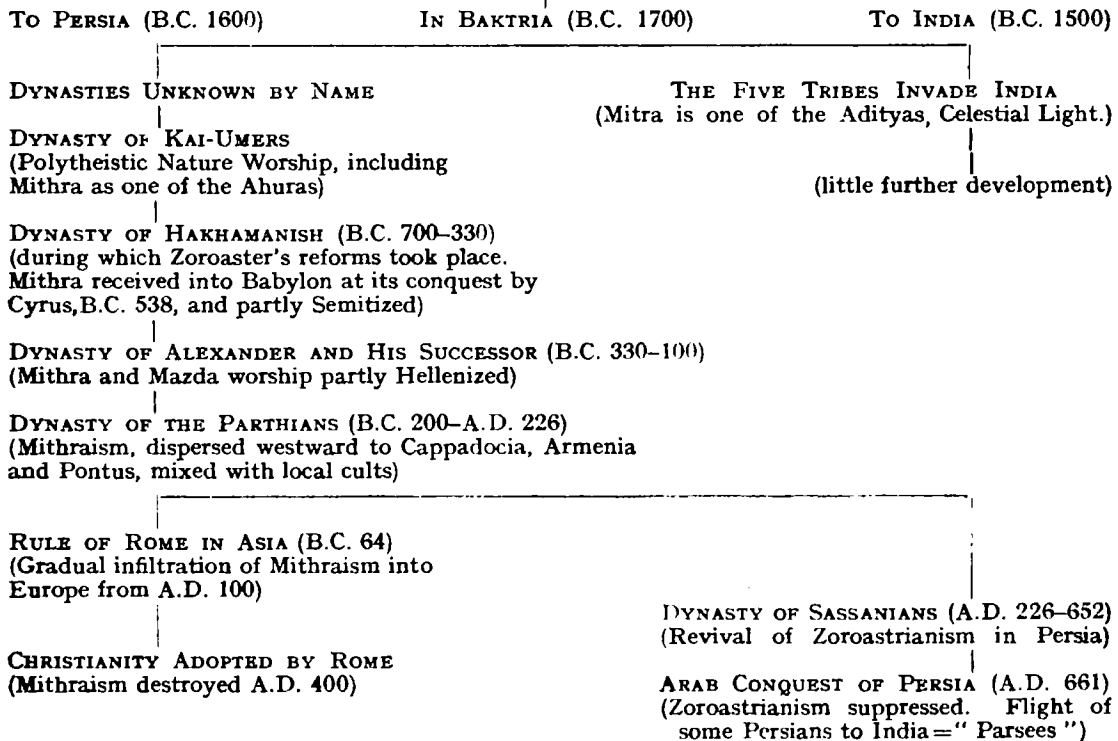 TO PERSIA (B.C. 1600) IN BAKTRIA (B.C. 1700) TO INDIA (B.C. 1500)
DYNASTIES UNKNOWN BY NAME
THE FIVE TRIBES INVADE INDIA
(Mitra is one of the Adityas, Celestial Light.)
DYNASTY OF KAI-UMERS
(Polytheistic Nature Worship, including
Mithra as one of the Ahuras)
(little further development)
DYNASTY OF HAKHAMANISH (B.C. 700–330)
(during which Zoroaster's reforms took place.
Mithra received into Babylon at its conquest by
Cyrus, B.C. 538, and partly Semitized)
DYNASTY OF ALEXANDER AND HIS SUCCESSOR (B.C. 330–100)
(Mithra and Mazda worship partly Hellenized)
DYNASTY OF THE PARTHIANS (B.C. 200–A.D. 226)
(Mithraism, dispersed westward to Cappadocia, Armenia
and Pontus, mixed with local cults)
RULE OF ROME IN ASIA (B.C. 64)
(Gradual infiltration of Mithraism into
Europe from A.D. 100)
DYNASTY OF SASSANIANS (A.D. 226–652)
(Revival of Zoroastrianism in Persia)
CHRISTIANITY ADOPTED BY ROME
(Mithraism destroyed A.D. 400)
ARAB CONQUEST OF PERSIA (A.D. 661)
(Zoroastrianism suppressed. Flight of
some Persians to India = "Parsees")